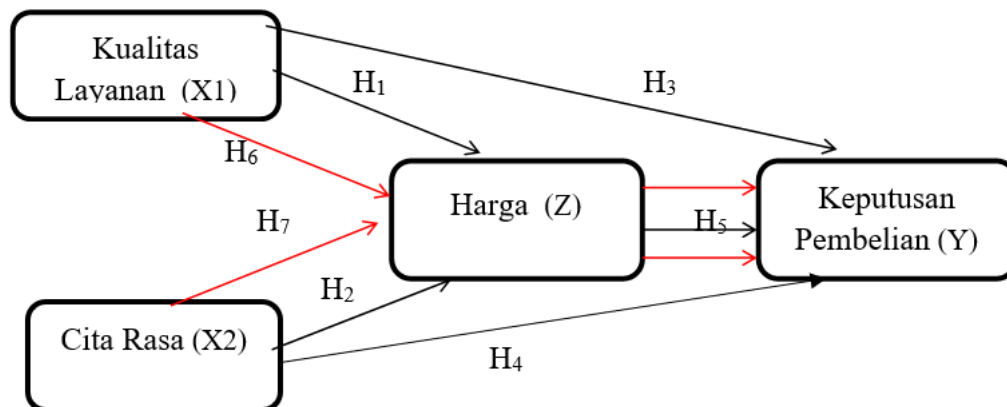 Kualitas
Layanan (X1)
H1
H3
H6
Harga (Z)
H5
Keputusan
Pembelian (Y)
H7
H2
Cita Rasa (X2)
H4